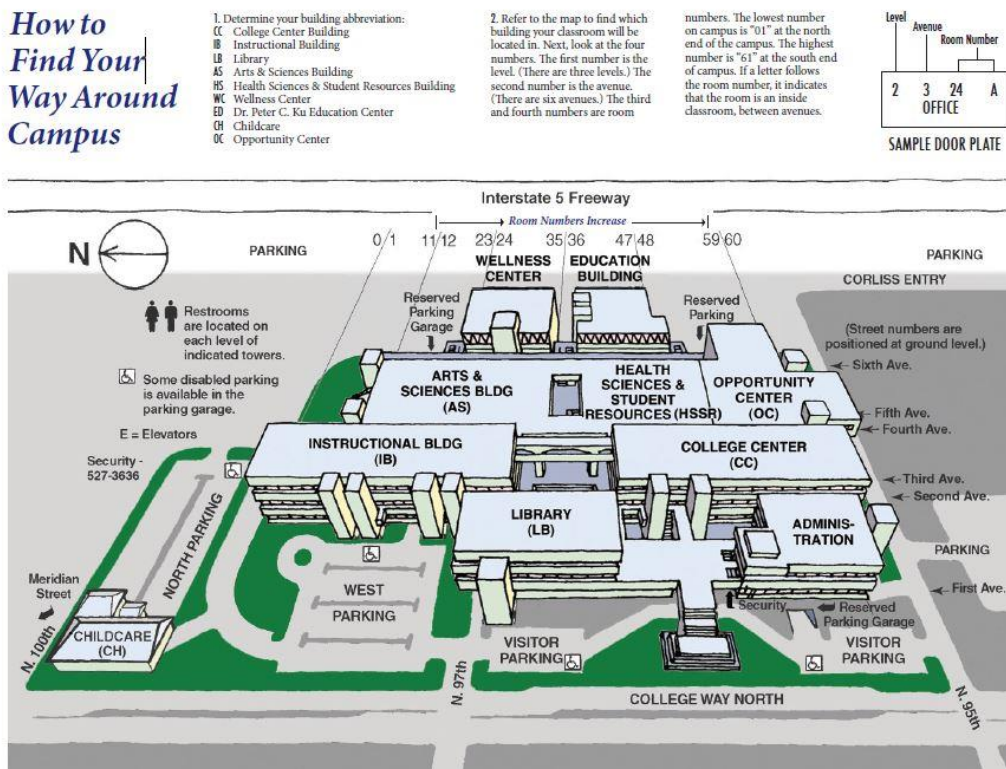 How to
Find Your
Way Around
Campus
1. Determine your building abbreviation:
CC College Center Building
IB Instructional Building
LB Library
AS Arts & Sciences Building
HS Health Sciences & Student Resources Building
WC Wellness Center
ED Dr. Peter C. Ku Education Center
CH Childcare
OC Opportunity Center
2. Refer to the map to find which
building your classroom will be
located in. Next, look at the four
numbers. The first number is the
level. (There are three levels.) The
second number is the avenue.
(There are six avenues.) The third
and fourth numbers are room
numbers. The lowest number
on campus is "01" at the north
end of the campus. The highest
number is "61" at the south end
of campus. If a letter follows
the room number, it indicates
that the room is an inside
classroom, between avenues.
Level
Avenue
Room Number
2 3 24 A
OFFICE
SAMPLE DOOR PLATE
Interstate 5 Freeway
Room Numbers Increase
0/1 11/12 23/24 35/36 47/48 59/60
N
PARKING
WELLNESS
CENTER
EDUCATION
BUILDING
PARKING
CORLISS ENTRY
Restrooms
are located on
each level of
indicated towers.
Reserved
Parking
Garage
Reserved
Parking
(Street numbers are
positioned at ground level.)
Sixth Ave.
Some disabled parking
is available in the
parking garage.
ARTS &
SCIENCES BLDG
(AS)
HEALTH
SCIENCES &
STUDENT
RESOURCES (HSSR)
OPPORTUNITY
CENTER
(OC)
Fifth Ave.
Fourth Ave.
E = Elevators
Security -
527-3636
INSTRUCTIONAL BLDG
(IB)
COLLEGE CENTER
(CC)
Third Ave.
Second Ave.
NORTH PARKING
LIBRARY
(LB)
ADMINIS-
TRATION
PARKING
Meridian
Street
WEST
PARKING
First Ave.
Security
Reserved
Parking Garage
CHILDCARE
(CH)
N. 100th
VISITOR
PARKING
VISITOR
PARKING
N. 97th
COLLEGE WAY NORTH
N. 95th